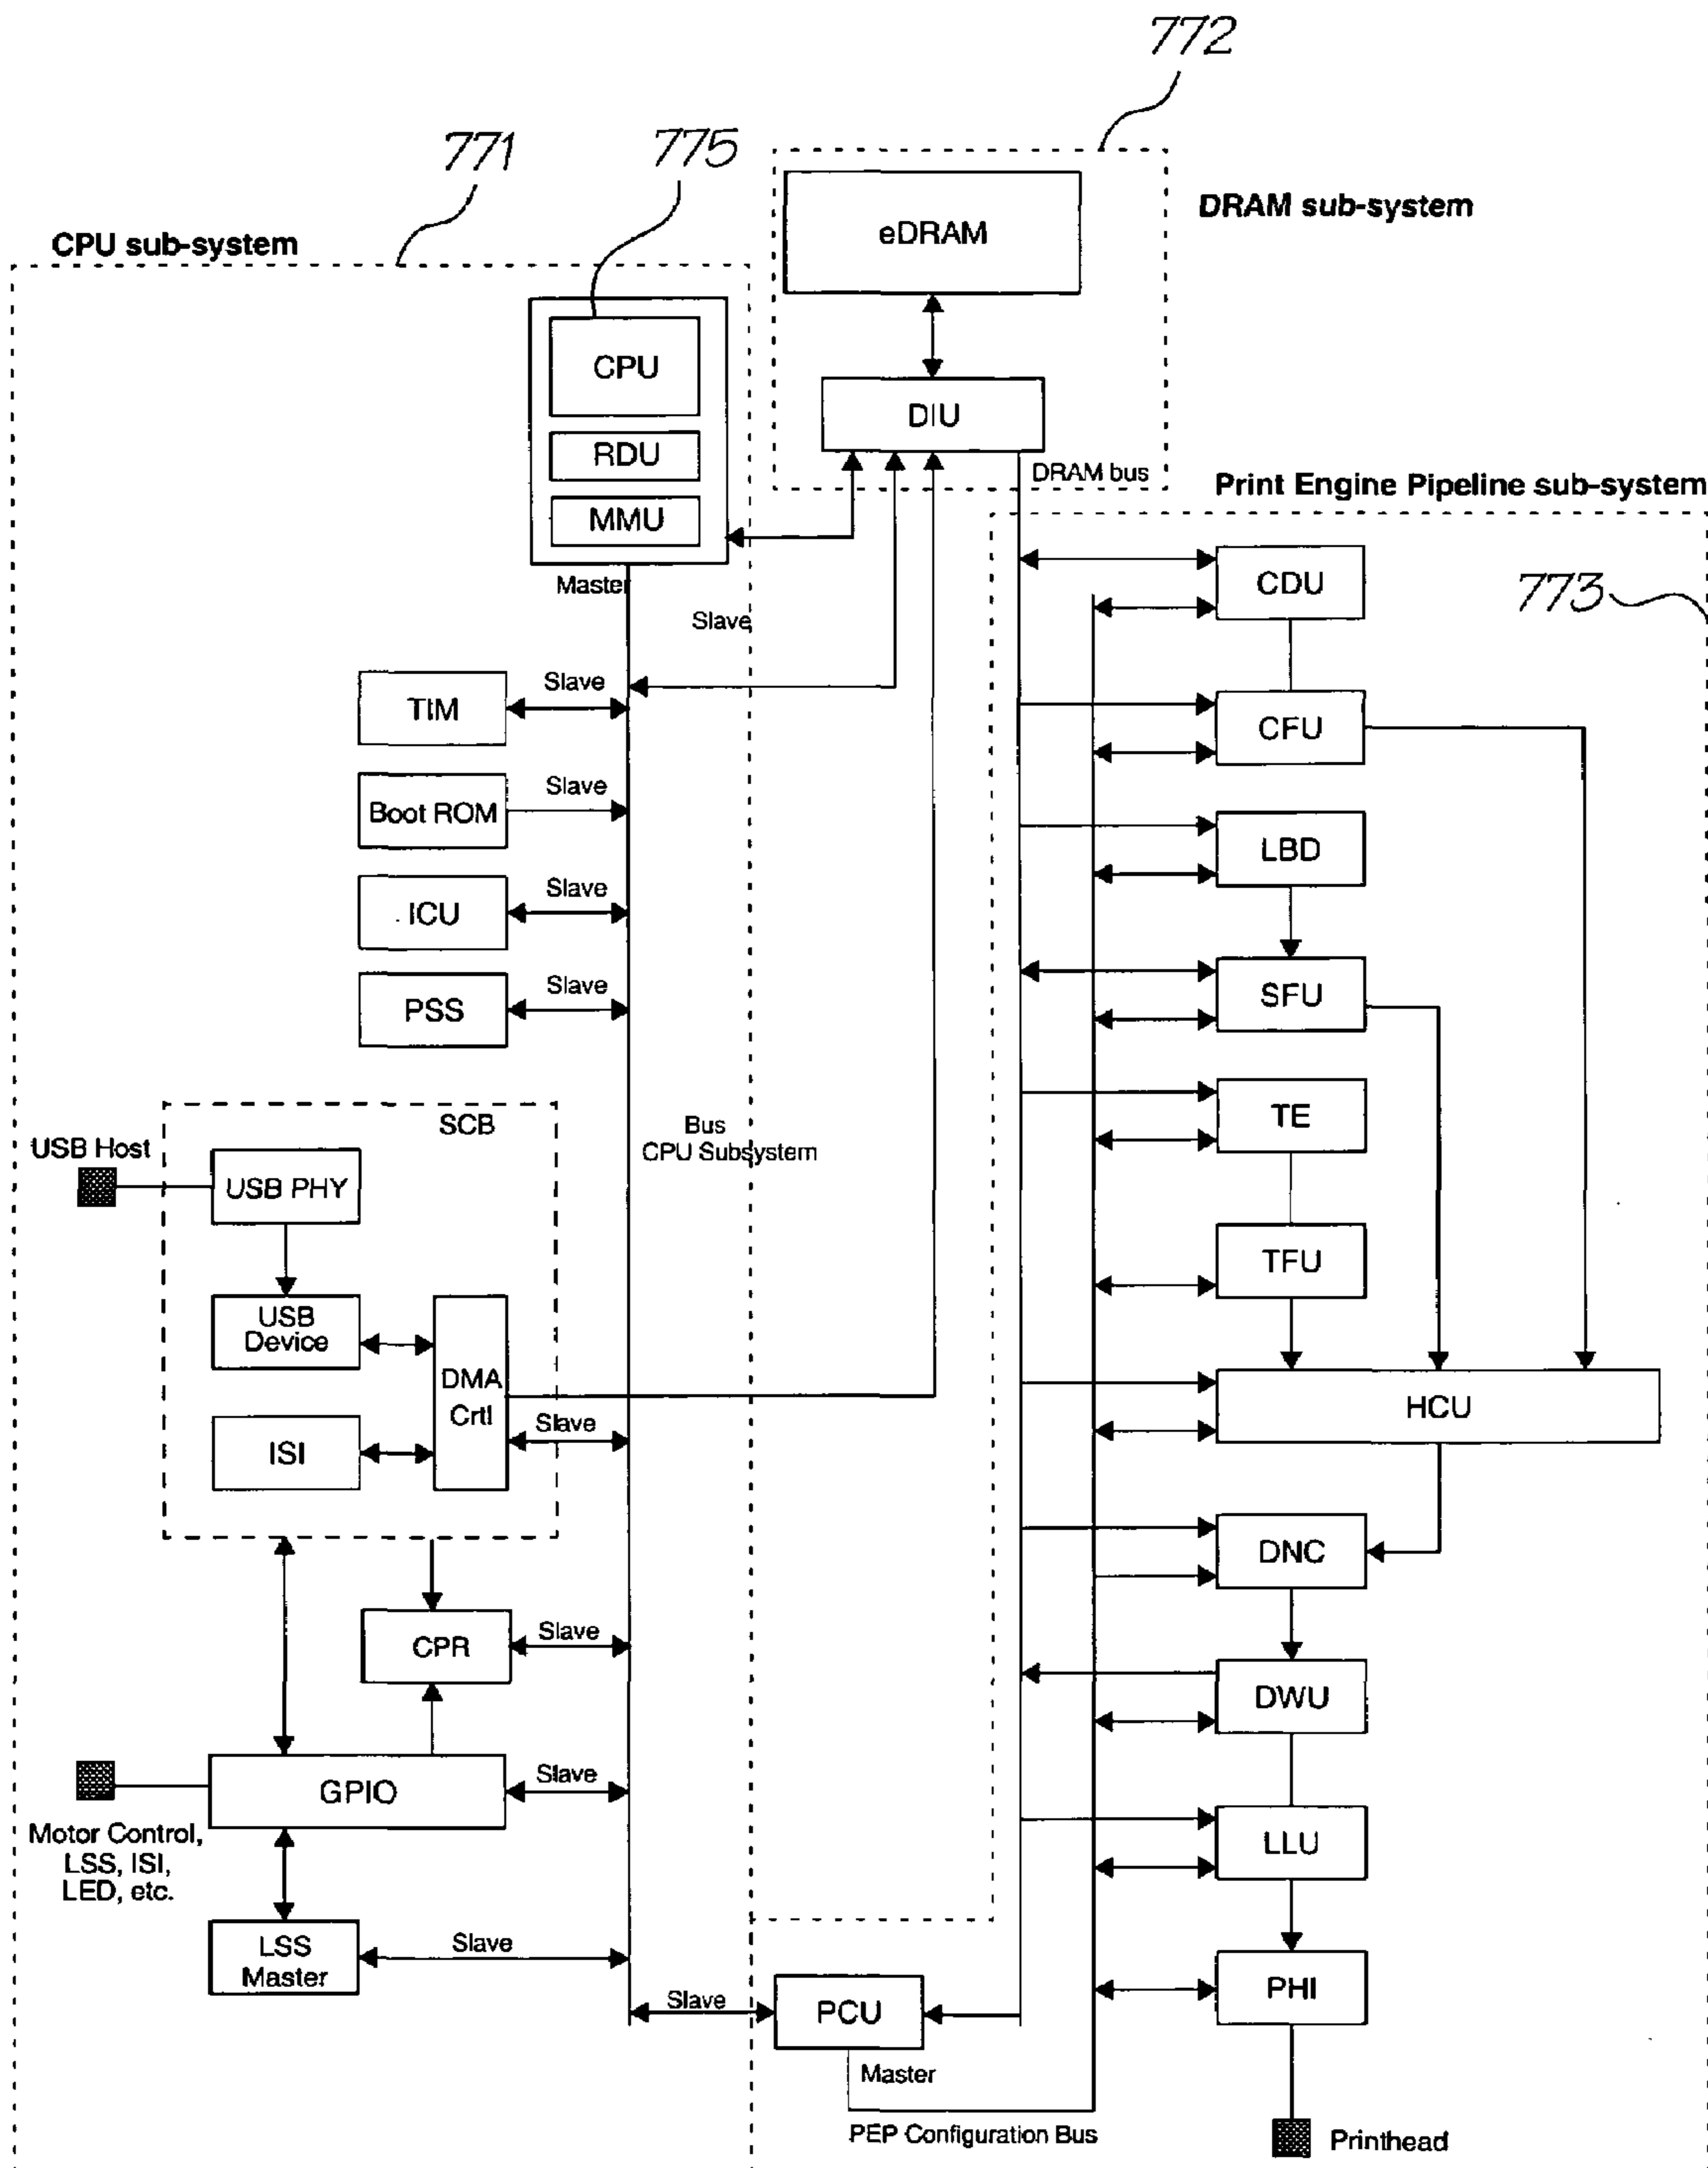 772
771
775
DRAM sub-system
CPU sub-system
eDRAM
CPU
DIU
RDU
DRAM bus
Print Engine Pipeline sub-system
MMU
Master
Slave
CDU
773
TIM
Slave
CFU
Boot ROM
Slave
LBD
ICU
Slave
PSS
Slave
SFU
SCB
Bus
CPU Subsystem
TE
USB Host
USB PHY
TFU
USB
Device
DMA
Crtl
HCU
ISI
Slave
DNC
CPR
Slave
DWU
GPIO
Slave
Motor Control,
LSS, ISI,
LED, etc.
LLU
LSS
Master
Slave
PHI
Slave
PCU
Master
PEP Configuration Bus
Printhead